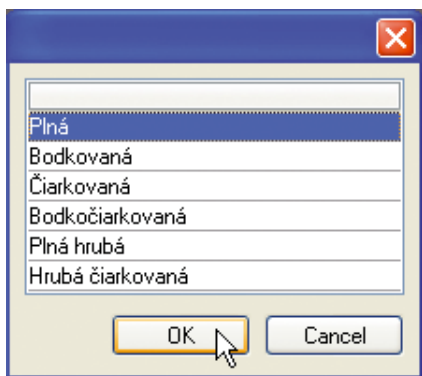 Plná
Bodkovaná
Čiarkovaná
Bodkočiarkovaná
Plná hrubá
Hrubá čiarkovaná
OK Cancel